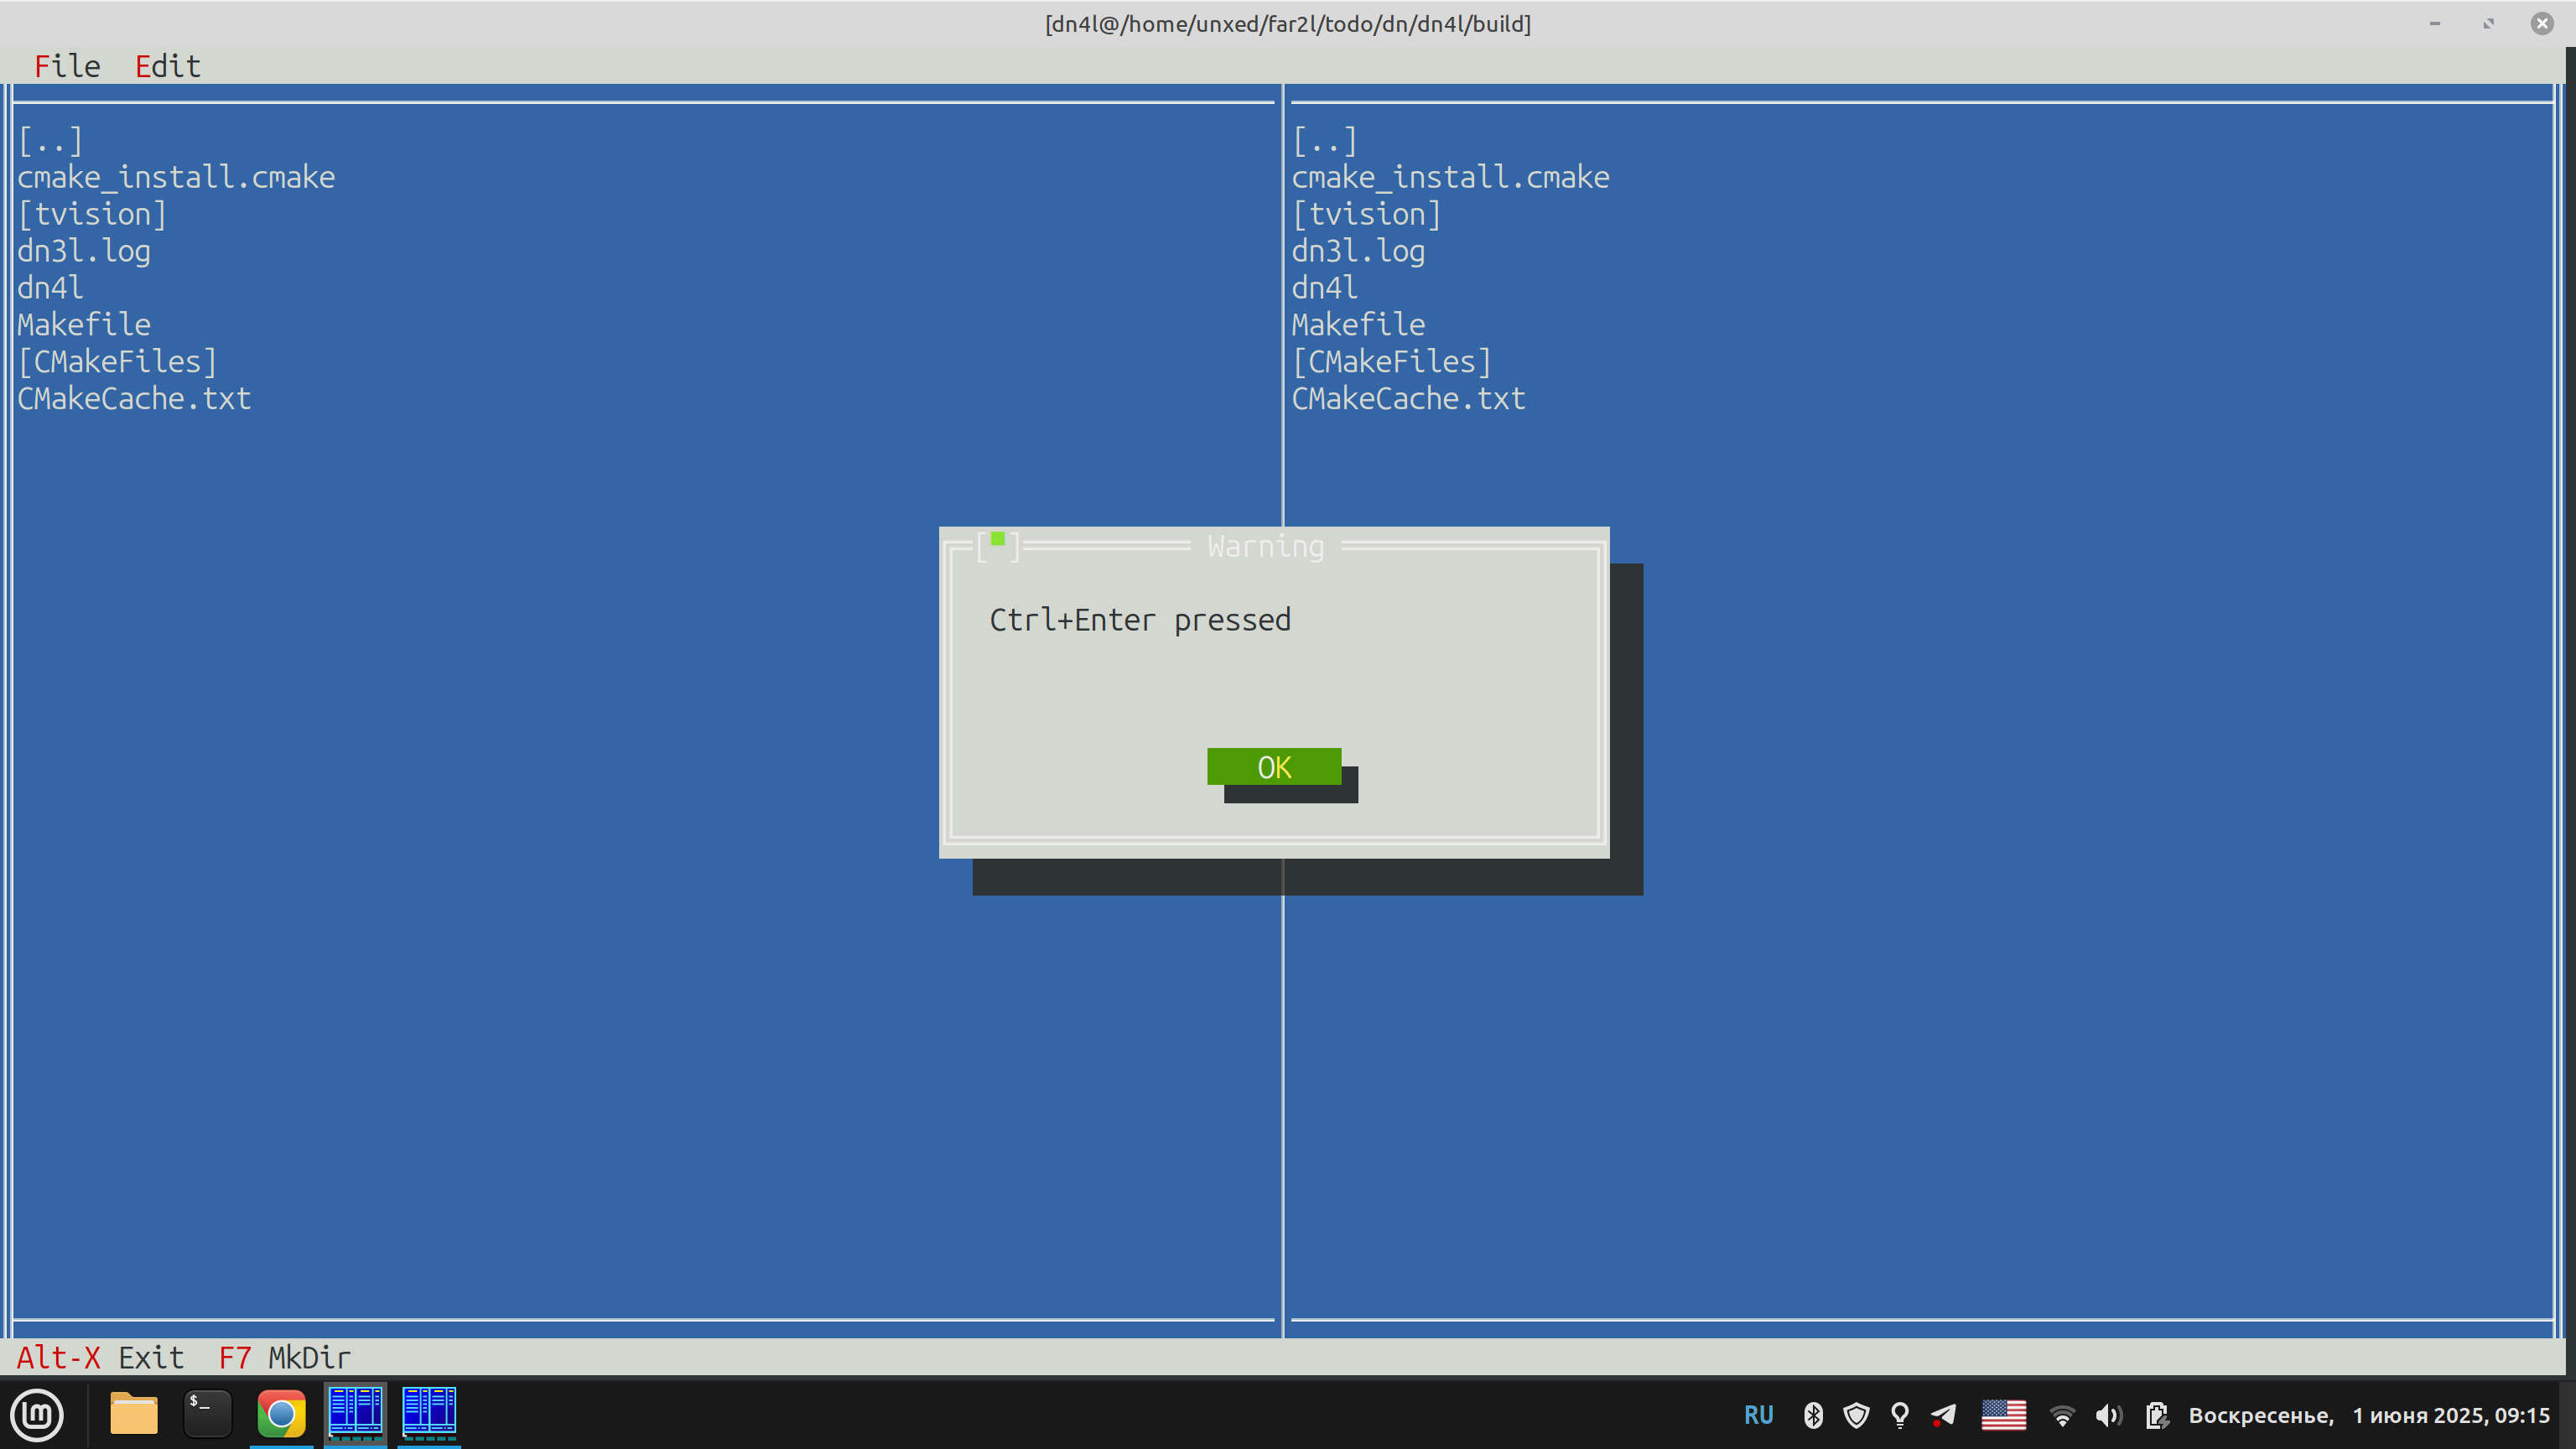 [dn4l@/home/unxed/far2l/todo/dn/dn4l/build]
File Edit
[..]
cmake_install.cmake
[tvision]
dn3l.log
dn4l
Makefile
[CMakeFiles]
CMakeCache.txt
[..]
cmake_install.cmake
[tvision]
dn3l.log
dn4l
Makefile
[CMakeFiles]
CMakeCache.txt
[■] Warning
Ctrl+Enter pressed
OK
Alt-X Exit F7 MkDir
$_
RU
Воскресенье, 1 июня 2025, 09:15